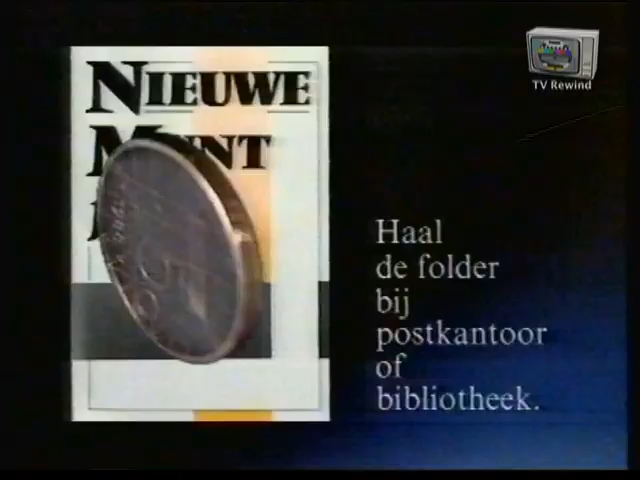 TV Rewind
NIEUWE
Haal
de folder
bij
postkantoor
of
bibliotheek.